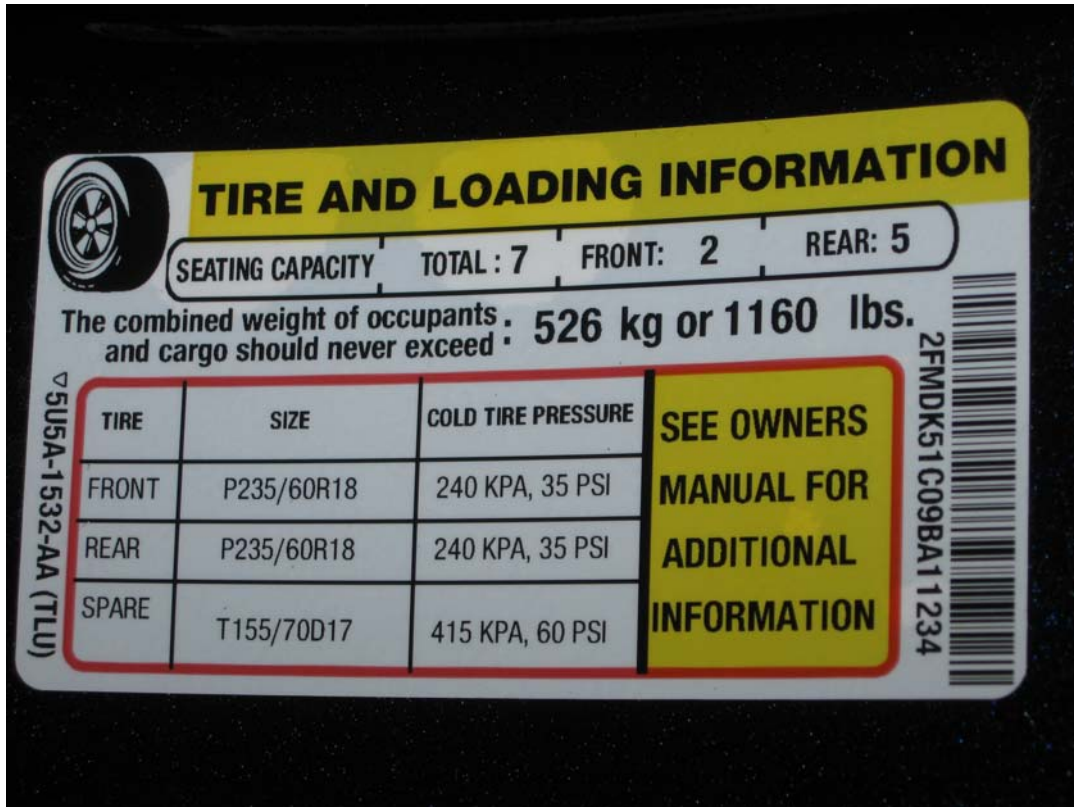 TIRE AND LOADING INFORMATION
SEATING CAPACITY TOTAL : 7 FRONT: 2 REAR: 5
The combined weight of occupants
and cargo should never exceed : 526 kg or 1160 lbs.
TIRE SIZE COLD TIRE PRESSURE
FRONT P235/60R18 240 KPA, 35 PSI
REAR P235/60R18 240 KPA, 35 PSI
SPARE T155/70D17 415 KPA, 60 PSI
SEE OWNERS
MANUAL FOR
ADDITIONAL
INFORMATION
5U5A-1532-AA (TLU)
2FMDK51C09BA11234